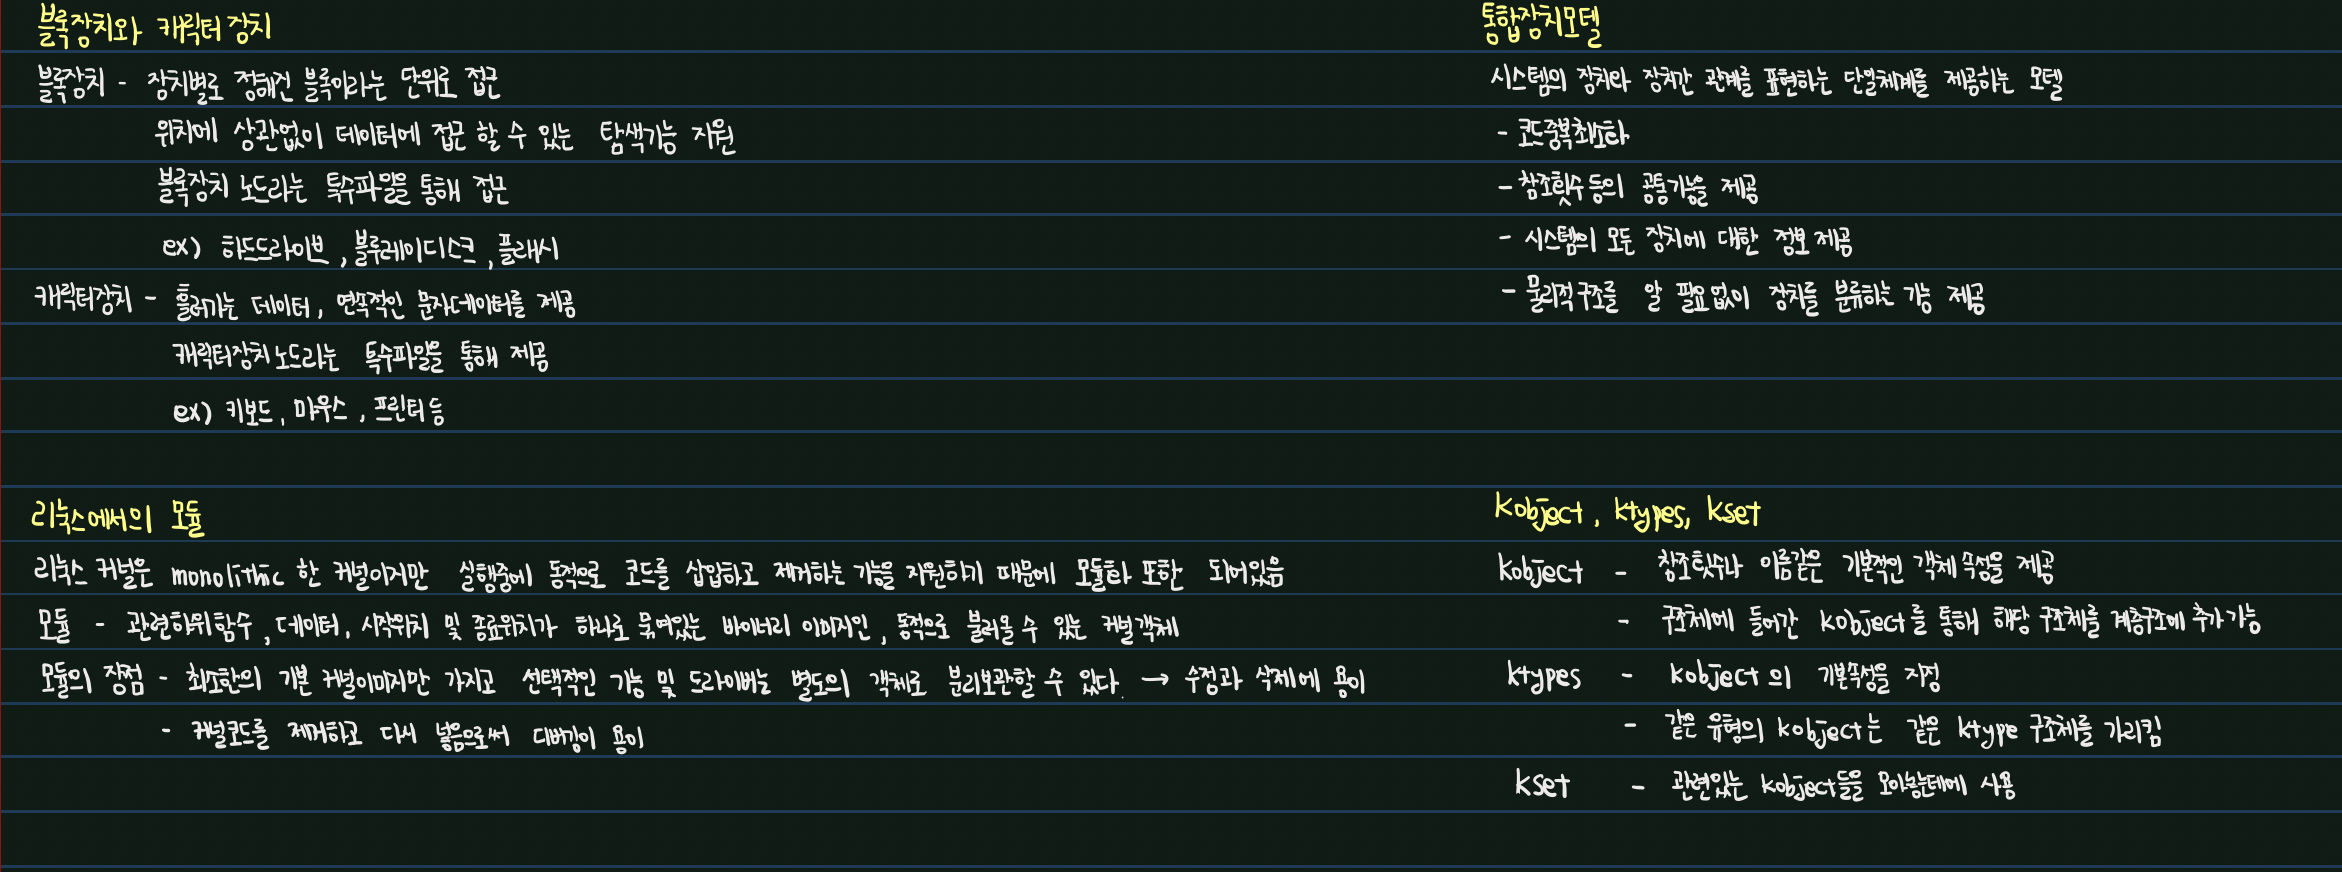 블록장치와 캐릭터 장치
블록장치 - 장치별로 정해진 블록이라는 단위로 접근
위치에 상관없이 데이터에 접근 할 수 있는 탐색기능 지원
블록장치 노드라는 특수파일을 통해 접근
ex) 하드드라이브, 블루레이디스크, 플래시
캐릭터장치 - 흘러가는 데이터, 연속적인 문자데이터를 제공
캐릭터장치 노드라는 특수파일을 통해 제공
ex) 키보드, 마우스, 프린터 등
통합장치모델
시스템의 장치와 장치간 관계를 표현하는 단일체계를 제공하는 모델
- 코드중복최소화
- 참조횟수 등의 공통기능을 제공
- 시스템의 모든 장치에 대한 정보 제공
- 물리적구조를 알 필요없이 장치를 분류하는 기능 제공
리눅스에서의 모듈
리눅스 커널은 monolithic 한 커널이지만 실행중에 동적으로 코드를 삽입하고 제거하는 기능을 지원하기 때문에 모듈화 또한 되어있음
모듈 - 관련하위함수, 데이터, 시작위치 및 종료위치가 하나로 묶여있는 바이너리 이미지인, 동적으로 불러올 수 있는 커널객체
모듈의 장점 - 최소한의 기본 커널이미지만 가지고 선택적인 기능 및 드라이버는 별도의 객체로 분리보관할 수 있다. → 수정과 삭제에 용이
- 커널코드를 제거하고 다시 넣음으로써 디버깅이 용이
kobject, ktypes, kset
kobject - 참조횟수나 이름같은 기본적인 객체 속성을 제공
- 구조체에 들어간 kobject를 통해 해당 구조체를 계층구조에 추가 가능
ktypes - kobject의 기본속성을 지정
- 같은 유형의 kobject는 같은 ktype 구조체를 가리킴
kset - 관련있는 kobject들을 모아놓는데에 사용